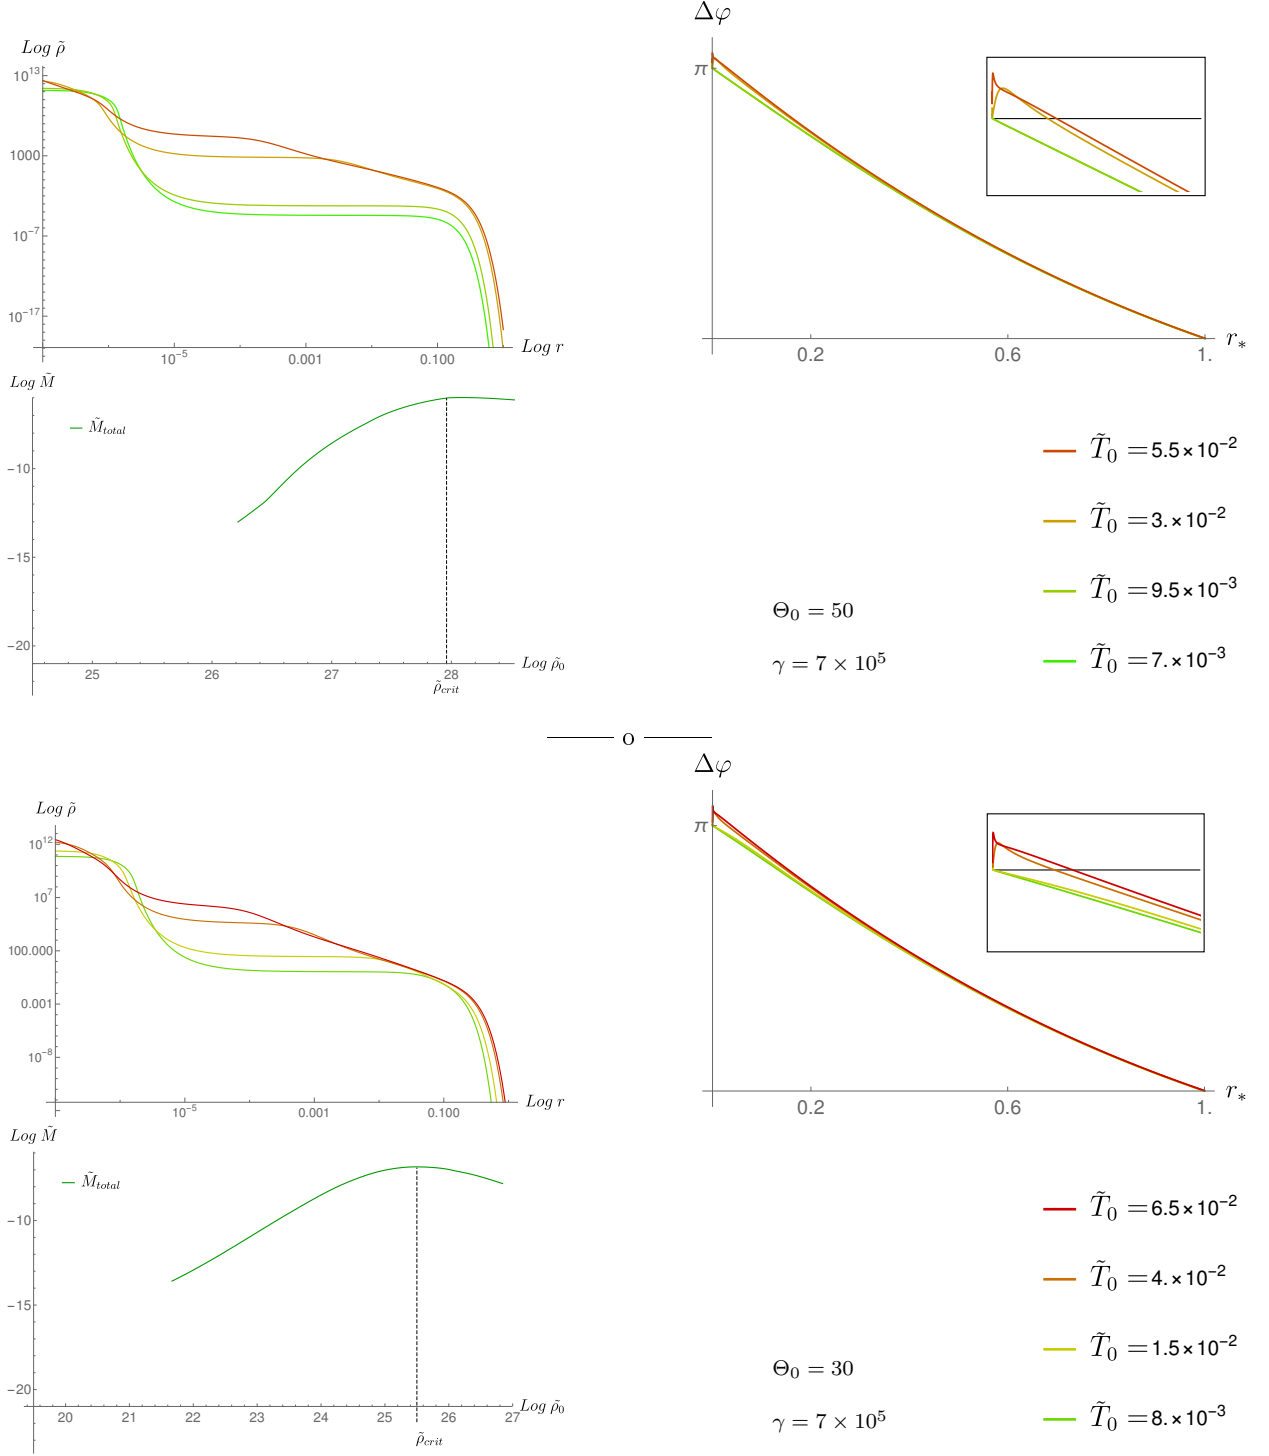 Δφ
Log ρ̃
10^13
1000
10^−7
10^−17
10^−5
0.001
0.100
Log r
π
0.2
0.6
1.
r_*
Log M̃
M̃_total
−10
−15
−20
25
26
27
28
Log ρ̃_0
ρ̃_crit
T̃_0 = 5.5×10^−2
T̃_0 = 3.×10^−2
T̃_0 = 9.5×10^−3
T̃_0 = 7.×10^−3
Θ_0 = 50
γ = 7 × 10^5
o
Δφ
Log ρ̃
10^12
10^7
100.000
0.001
10^−8
10^−5
0.001
0.100
Log r
π
0.2
0.6
1.
r_*
Log M̃
M̃_total
−10
−15
−20
20
21
22
23
24
25
26
27
Log ρ̃_0
ρ̃_crit
T̃_0 = 6.5×10^−2
T̃_0 = 4.×10^−2
T̃_0 = 1.5×10^−2
T̃_0 = 8.×10^−3
Θ_0 = 30
γ = 7 × 10^5